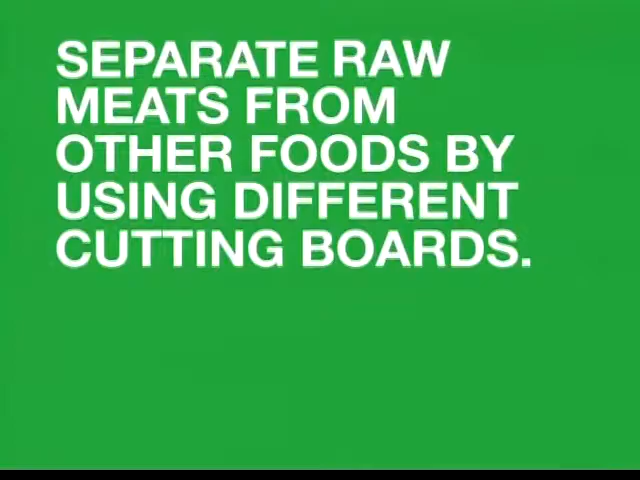 SEPARATE RAW
MEATS FROM
OTHER FOODS BY
USING DIFFERENT
CUTTING BOARDS.